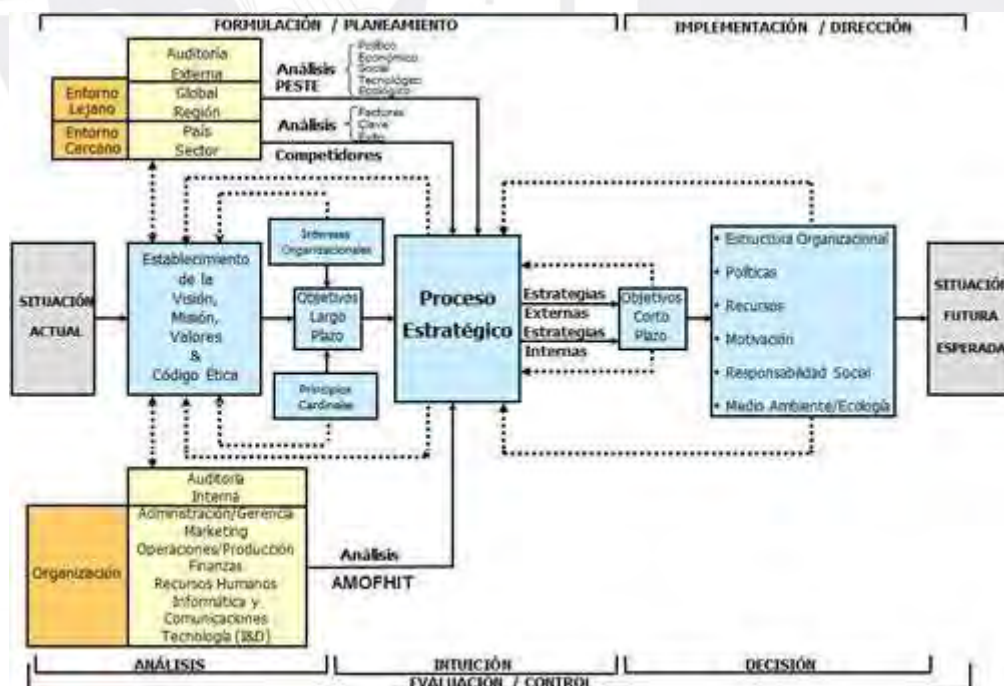 FORMULACIÓN / PLANEAMIENTO
IMPLEMENTACIÓN / DIRECCIÓN
Auditoría
Externa
Entorno
Lejano
Global
Región
Entorno
Cercano
País
Sector
Análisis
PESTE
Político
Económico
Social
Tecnológico
Ecológico
Análisis
Competidores
Factores
Clave
Éxito
SITUACIÓN
ACTUAL
Establecimiento
de la
Visión,
Misión,
Valores
&
Código Ética
Intereses
Organizacionales
Objetivos
Largo
Plazo
Principios
Cardinales
Proceso
Estratégico
Estrategias
Externas
Estrategias
Internas
Objetivos
Corto
Plazo
• Estructura Organizacional
• Políticas
• Recursos
• Motivación
• Responsabilidad Social
• Medio Ambiente/Ecología
SITUACIÓN
FUTURA
ESPERADA
Auditoría
Interna
Organización
Administración/Gerencia
Marketing
Operaciones/Producción
Finanzas
Recursos Humanos
Informática y
Comunicaciones
Tecnología (I&D)
Análisis
AMOFHIT
ANÁLISIS
INTUICIÓN
DECISIÓN
EVALUACIÓN / CONTROL